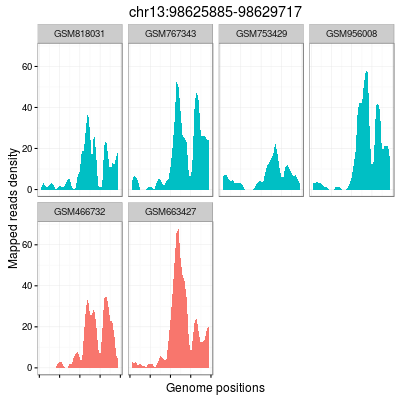 chr13:98625885-98629717
GSM818031 GSM767343 GSM753429 GSM956008
60
40
20
0
Mapped reads density
GSM466732 GSM663427
60
40
20
0
Genome positions